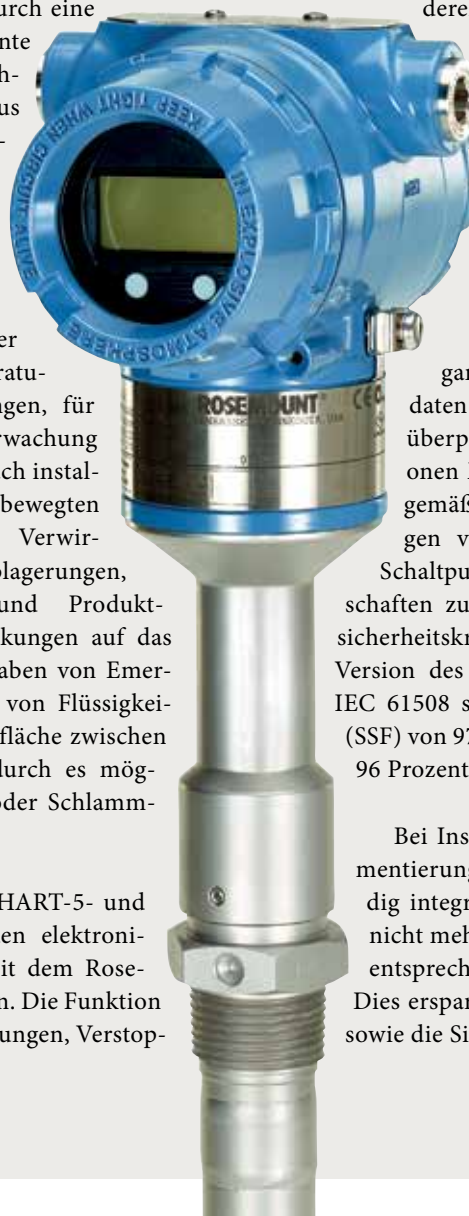 urch eine
nte
h-
us
-
er
ratu-
ngen, für
rwachung
ch instal-
bewegten
Verwir-
lagerungen,
und Produkt-
kungen auf das
aben von Emer-
von Flüssigkei-
fläche zwischen
durch es mög-
oder Schlamm-
HART-5- und
en elektroni-
it dem Rose-
n. Die Funktion
ungen, Verstop-
IN EXPLOSIVE ATMOSPHERE
KEEP TIGHT WHEN CIRCUIT ALIVE
ROSEMOUNT
dere
gan
daten
überp
onen
gemäß
gen v
Schaltpu
schaften zu
sicherheitskr
Version des
IEC 61508 s
(SSF) von 97
96 Prozent
Bei Ins
mentierung
dig integr
nicht meh
entsprech
Dies erspar
sowie die Si